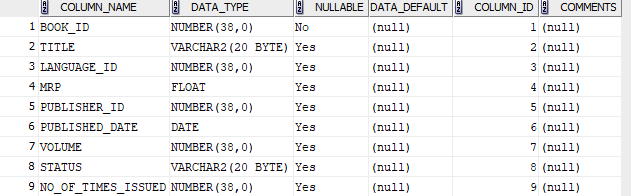 COLUMN_NAME DATA_TYPE NULLABLE DATA_DEFAULT COLUMN_ID COMMENTS
1 BOOK_ID NUMBER(38,0) No (null) 1 (null)
2 TITLE VARCHAR2(20 BYTE) Yes (null) 2 (null)
3 LANGUAGE_ID NUMBER(38,0) Yes (null) 3 (null)
4 MRP FLOAT Yes (null) 4 (null)
5 PUBLISHER_ID NUMBER(38,0) Yes (null) 5 (null)
6 PUBLISHED_DATE DATE Yes (null) 6 (null)
7 VOLUME NUMBER(38,0) Yes (null) 7 (null)
8 STATUS VARCHAR2(20 BYTE) Yes (null) 8 (null)
9 NO_OF_TIMES_ISSUED NUMBER(38,0) Yes (null) 9 (null)